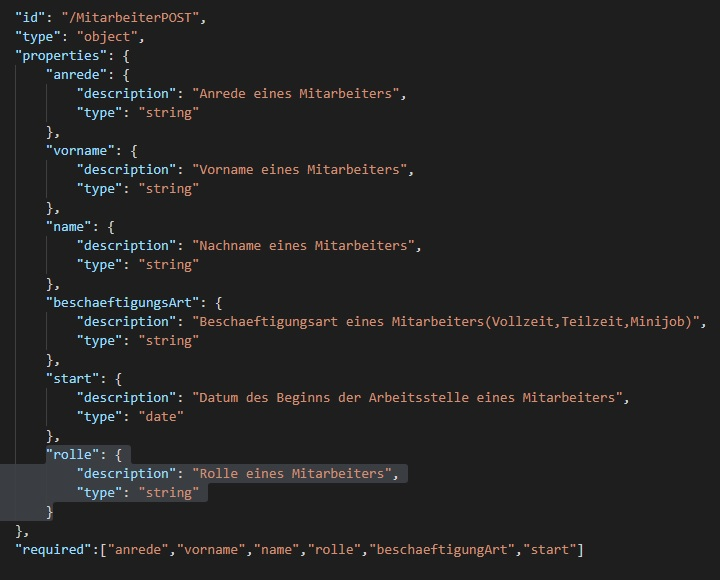 "id": "/MitarbeiterPOST",
"type": "object",
"properties": {
"anrede": {
"description": "Anrede eines Mitarbeiters",
"type": "string"
},
"vorname": {
"description": "Vorname eines Mitarbeiters",
"type": "string"
},
"name": {
"description": "Nachname eines Mitarbeiters",
"type": "string"
},
"beschaeftigungsArt": {
"description": "Beschaeftigungsart eines Mitarbeiters(Vollzeit,Teilzeit,Minijob)",
"type": "string"
},
"start": {
"description": "Datum des Beginns der Arbeitsstelle eines Mitarbeiters",
"type": "date"
},
"rolle": {
"description": "Rolle eines Mitarbeiters",
"type": "string"
}
},
"required":["anrede","vorname","name","rolle","beschaeftigungArt","start"]